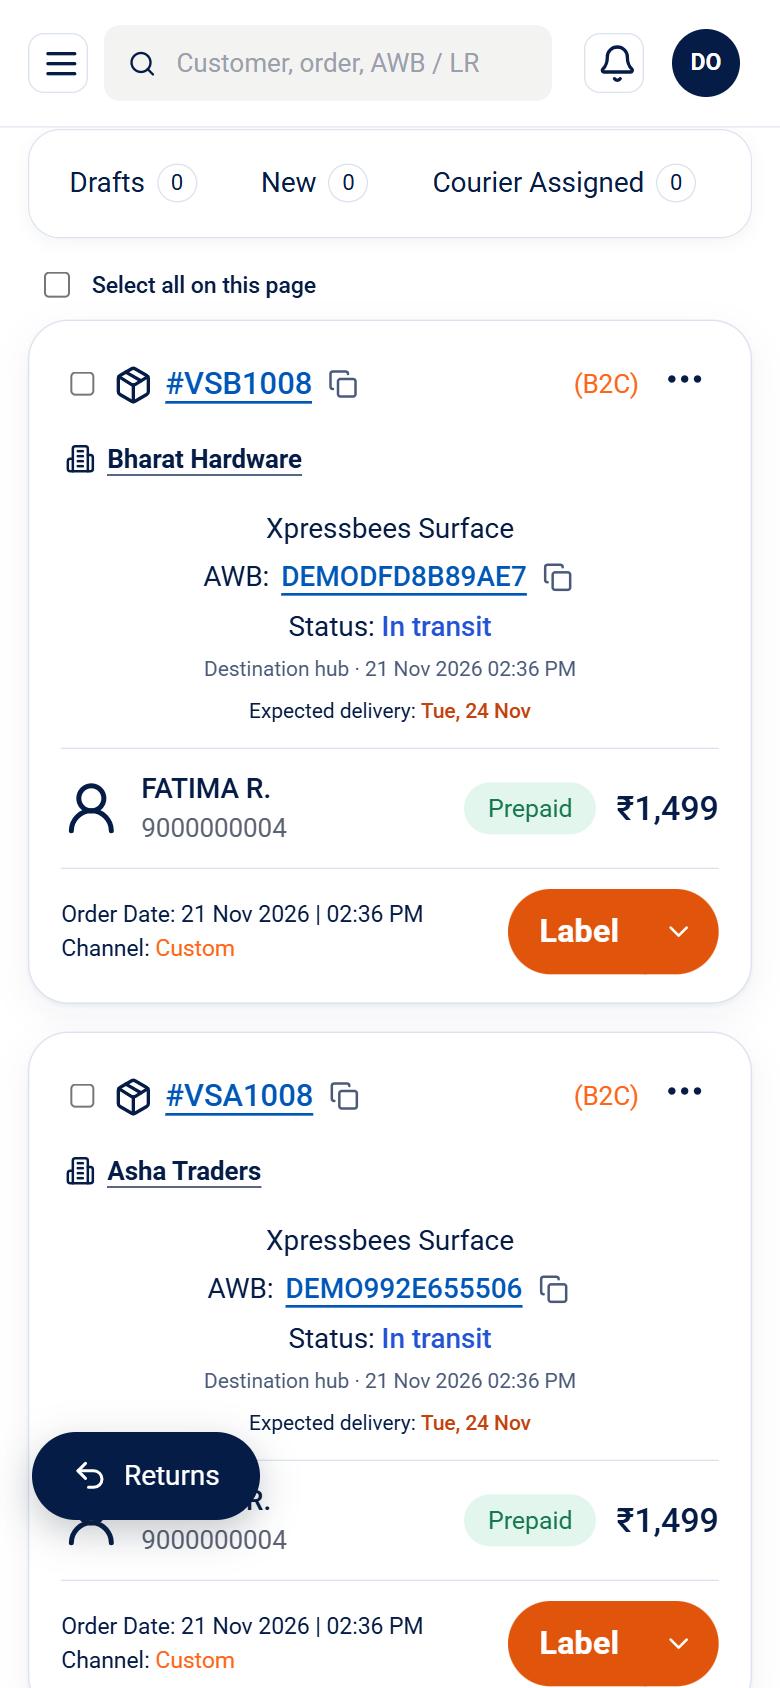 Customer, order, AWB / LR
DO
Drafts 0 New 0 Courier Assigned 0
Select all on this page
#VSB1008 (B2C)
Bharat Hardware
Xpressbees Surface
AWB: DEMODFD8B89AE7
Status: In transit
Destination hub · 21 Nov 2026 02:36 PM
Expected delivery: Tue, 24 Nov
FATIMA R.
9000000004
Prepaid ₹1,499
Order Date: 21 Nov 2026 | 02:36 PM
Channel: Custom
Label
#VSA1008 (B2C)
Asha Traders
Xpressbees Surface
AWB: DEMO992E655506
Status: In transit
Destination hub · 21 Nov 2026 02:36 PM
Expected delivery: Tue, 24 Nov
Returns
R.
9000000004
Prepaid ₹1,499
Order Date: 21 Nov 2026 | 02:36 PM
Channel: Custom
Label